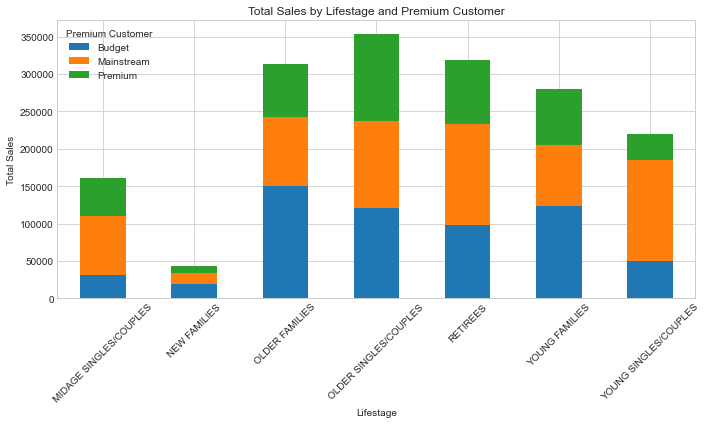 Total Sales by Lifestage and Premium Customer
Premium Customer
Budget
Mainstream
Premium
Total Sales
350000
300000
250000
200000
150000
100000
50000
0
MIDAGE SINGLES/COUPLES
NEW FAMILIES
OLDER FAMILIES
OLDER SINGLES/COUPLES
RETIREES
YOUNG FAMILIES
YOUNG SINGLES/COUPLES
Lifestage